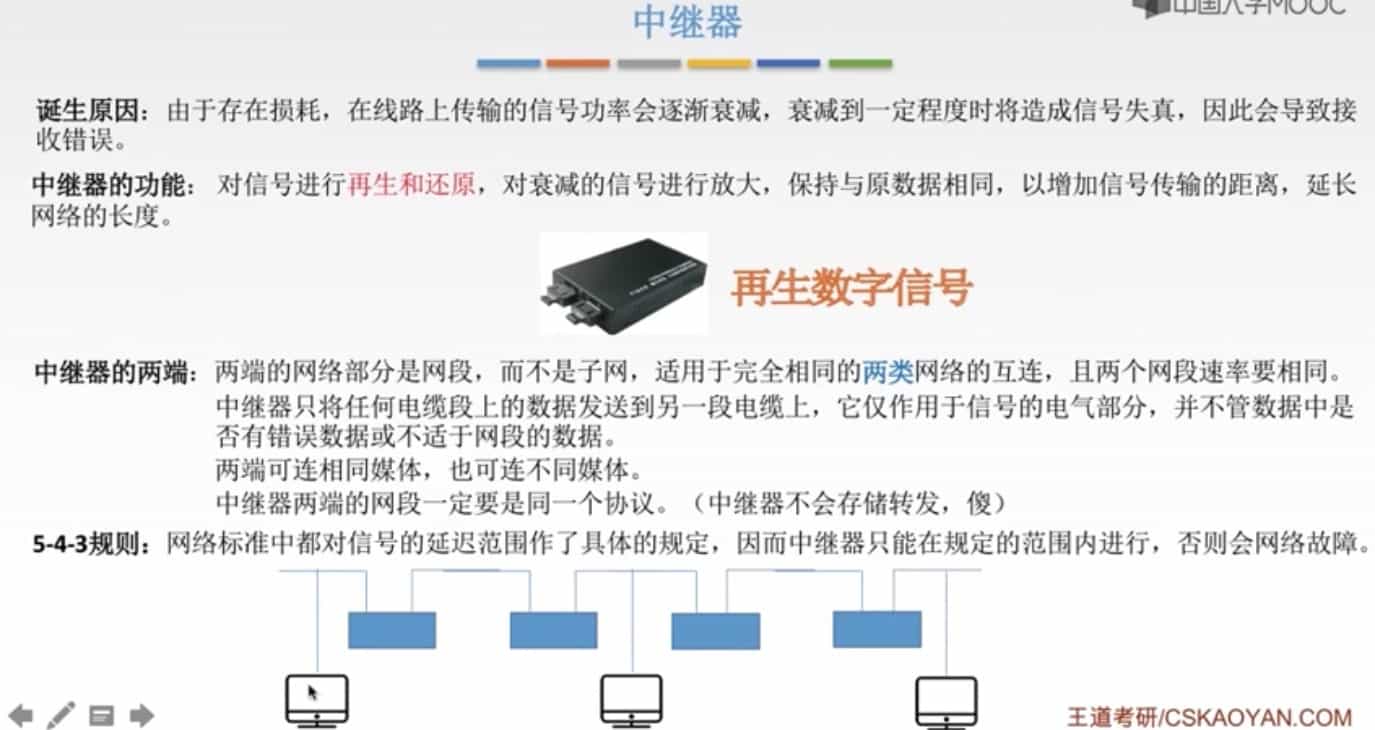 中国大学MOOC
中继器
诞生原因：由于存在损耗，在线路上传输的信号功率会逐渐衰减，衰减到一定程度时将造成信号失真，因此会导致接
收错误。
中继器的功能： 对信号进行再生和还原，对衰减的信号进行放大，保持与原数据相同，以增加信号传输的距离，延长
网络的长度。
再生数字信号
中继器的两端：两端的网络部分是网段，而不是子网，适用于完全相同的两类网络的互连，且两个网段速率要相同。
中继器只将任何电缆段上的数据发送到另一段电缆上，它仅作用于信号的电气部分，并不管数据中是
否有错误数据或不适于网段的数据。
两端可连相同媒体，也可连不同媒体。
中继器两端的网段一定要是同一个协议。（中继器不会存储转发，傻）
5-4-3规则：网络标准中都对信号的延迟范围作了具体的规定，因而中继器只能在规定的范围内进行，否则会网络故障。
王道考研/CSKAOYAN.COM